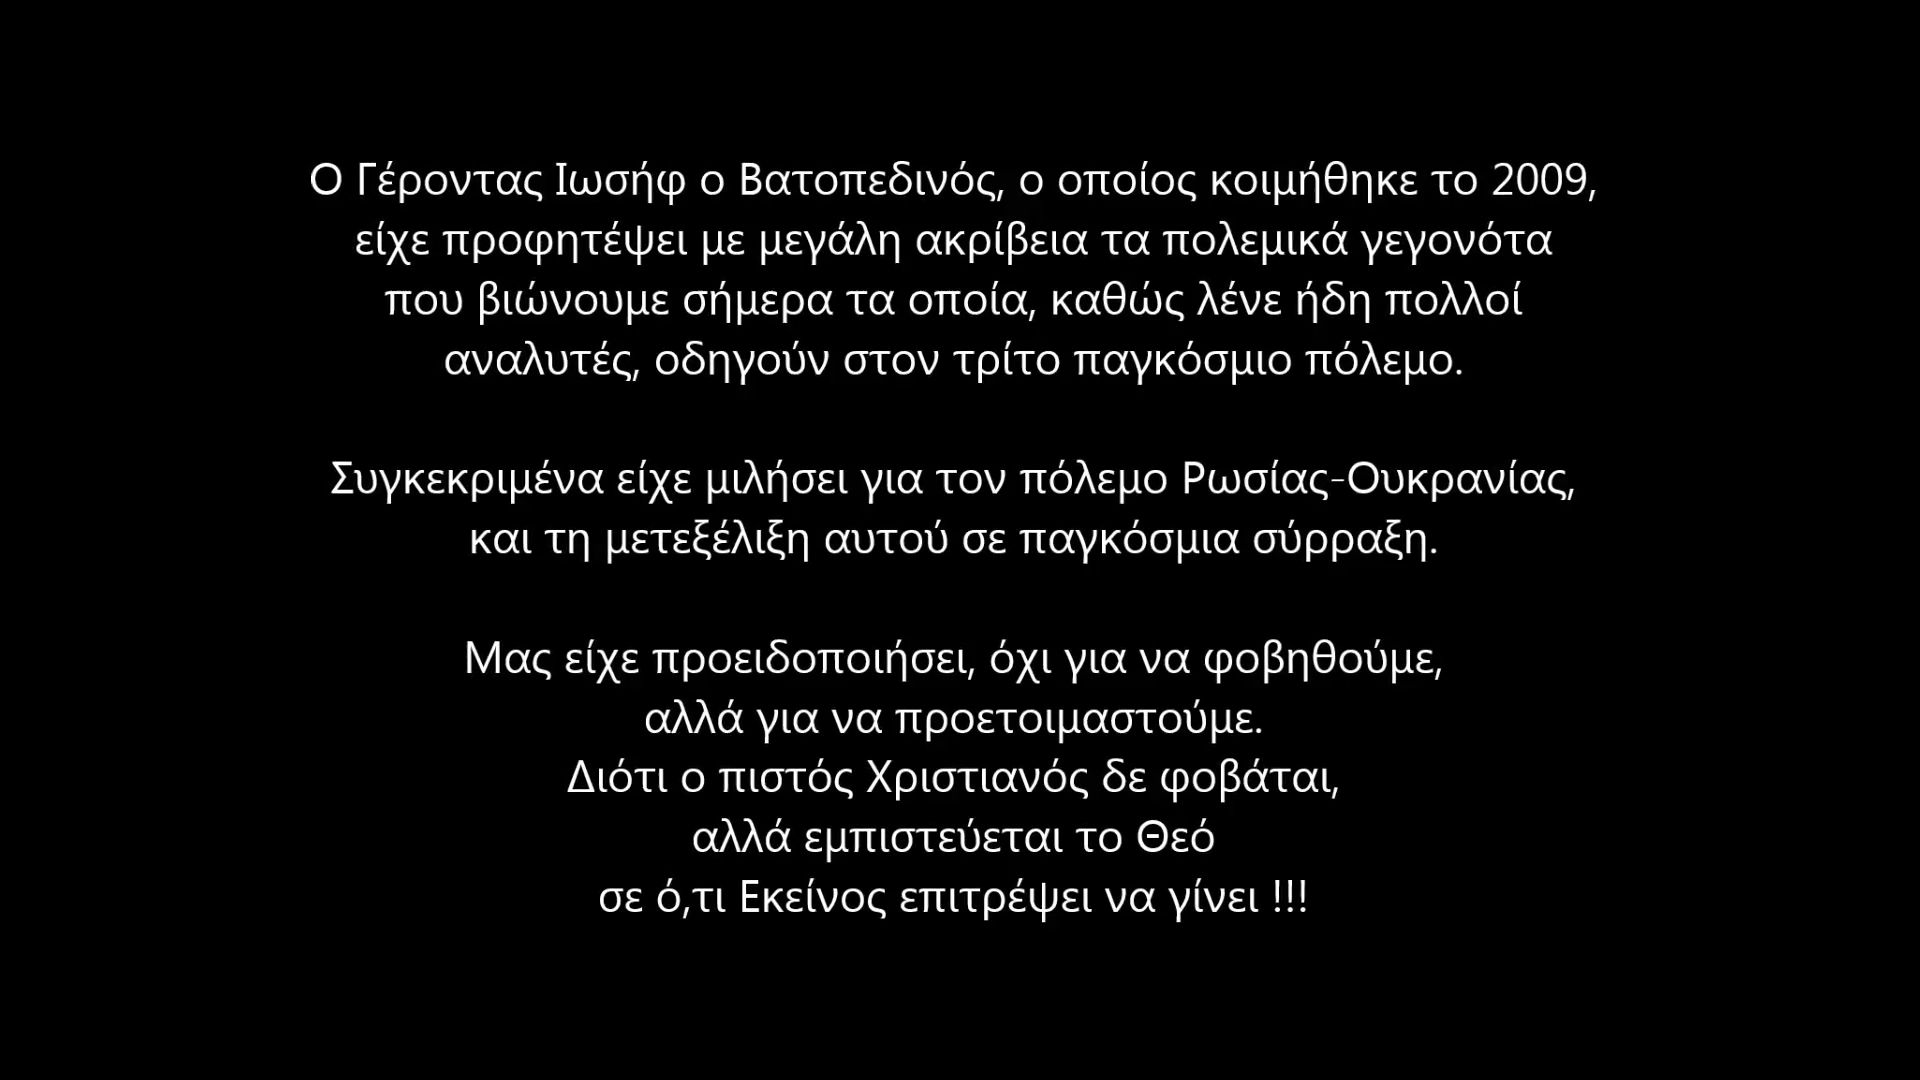 Ο Γέροντας Ιωσήφ ο Βατοπεδινός, ο οποίος κοιμήθηκε το 2009,
είχε προφητέψει με μεγάλη ακρίβεια τα πολεμικά γεγονότα
που βιώνουμε σήμερα τα οποία, καθώς λένε ήδη πολλοί
αναλυτές, οδηγούν στον τρίτο παγκόσμιο πόλεμο.
Συγκεκριμένα είχε μιλήσει για τον πόλεμο Ρωσίας-Ουκρανίας,
και τη μετεξέλιξη αυτού σε παγκόσμια σύρραξη.
Μας είχε προειδοποιήσει, όχι για να φοβηθούμε,
αλλά για να προετοιμαστούμε.
Διότι ο πιστός Χριστιανός δε φοβάται,
αλλά εμπιστεύεται το Θεό
σε ό,τι Εκείνος επιτρέψει να γίνει !!!